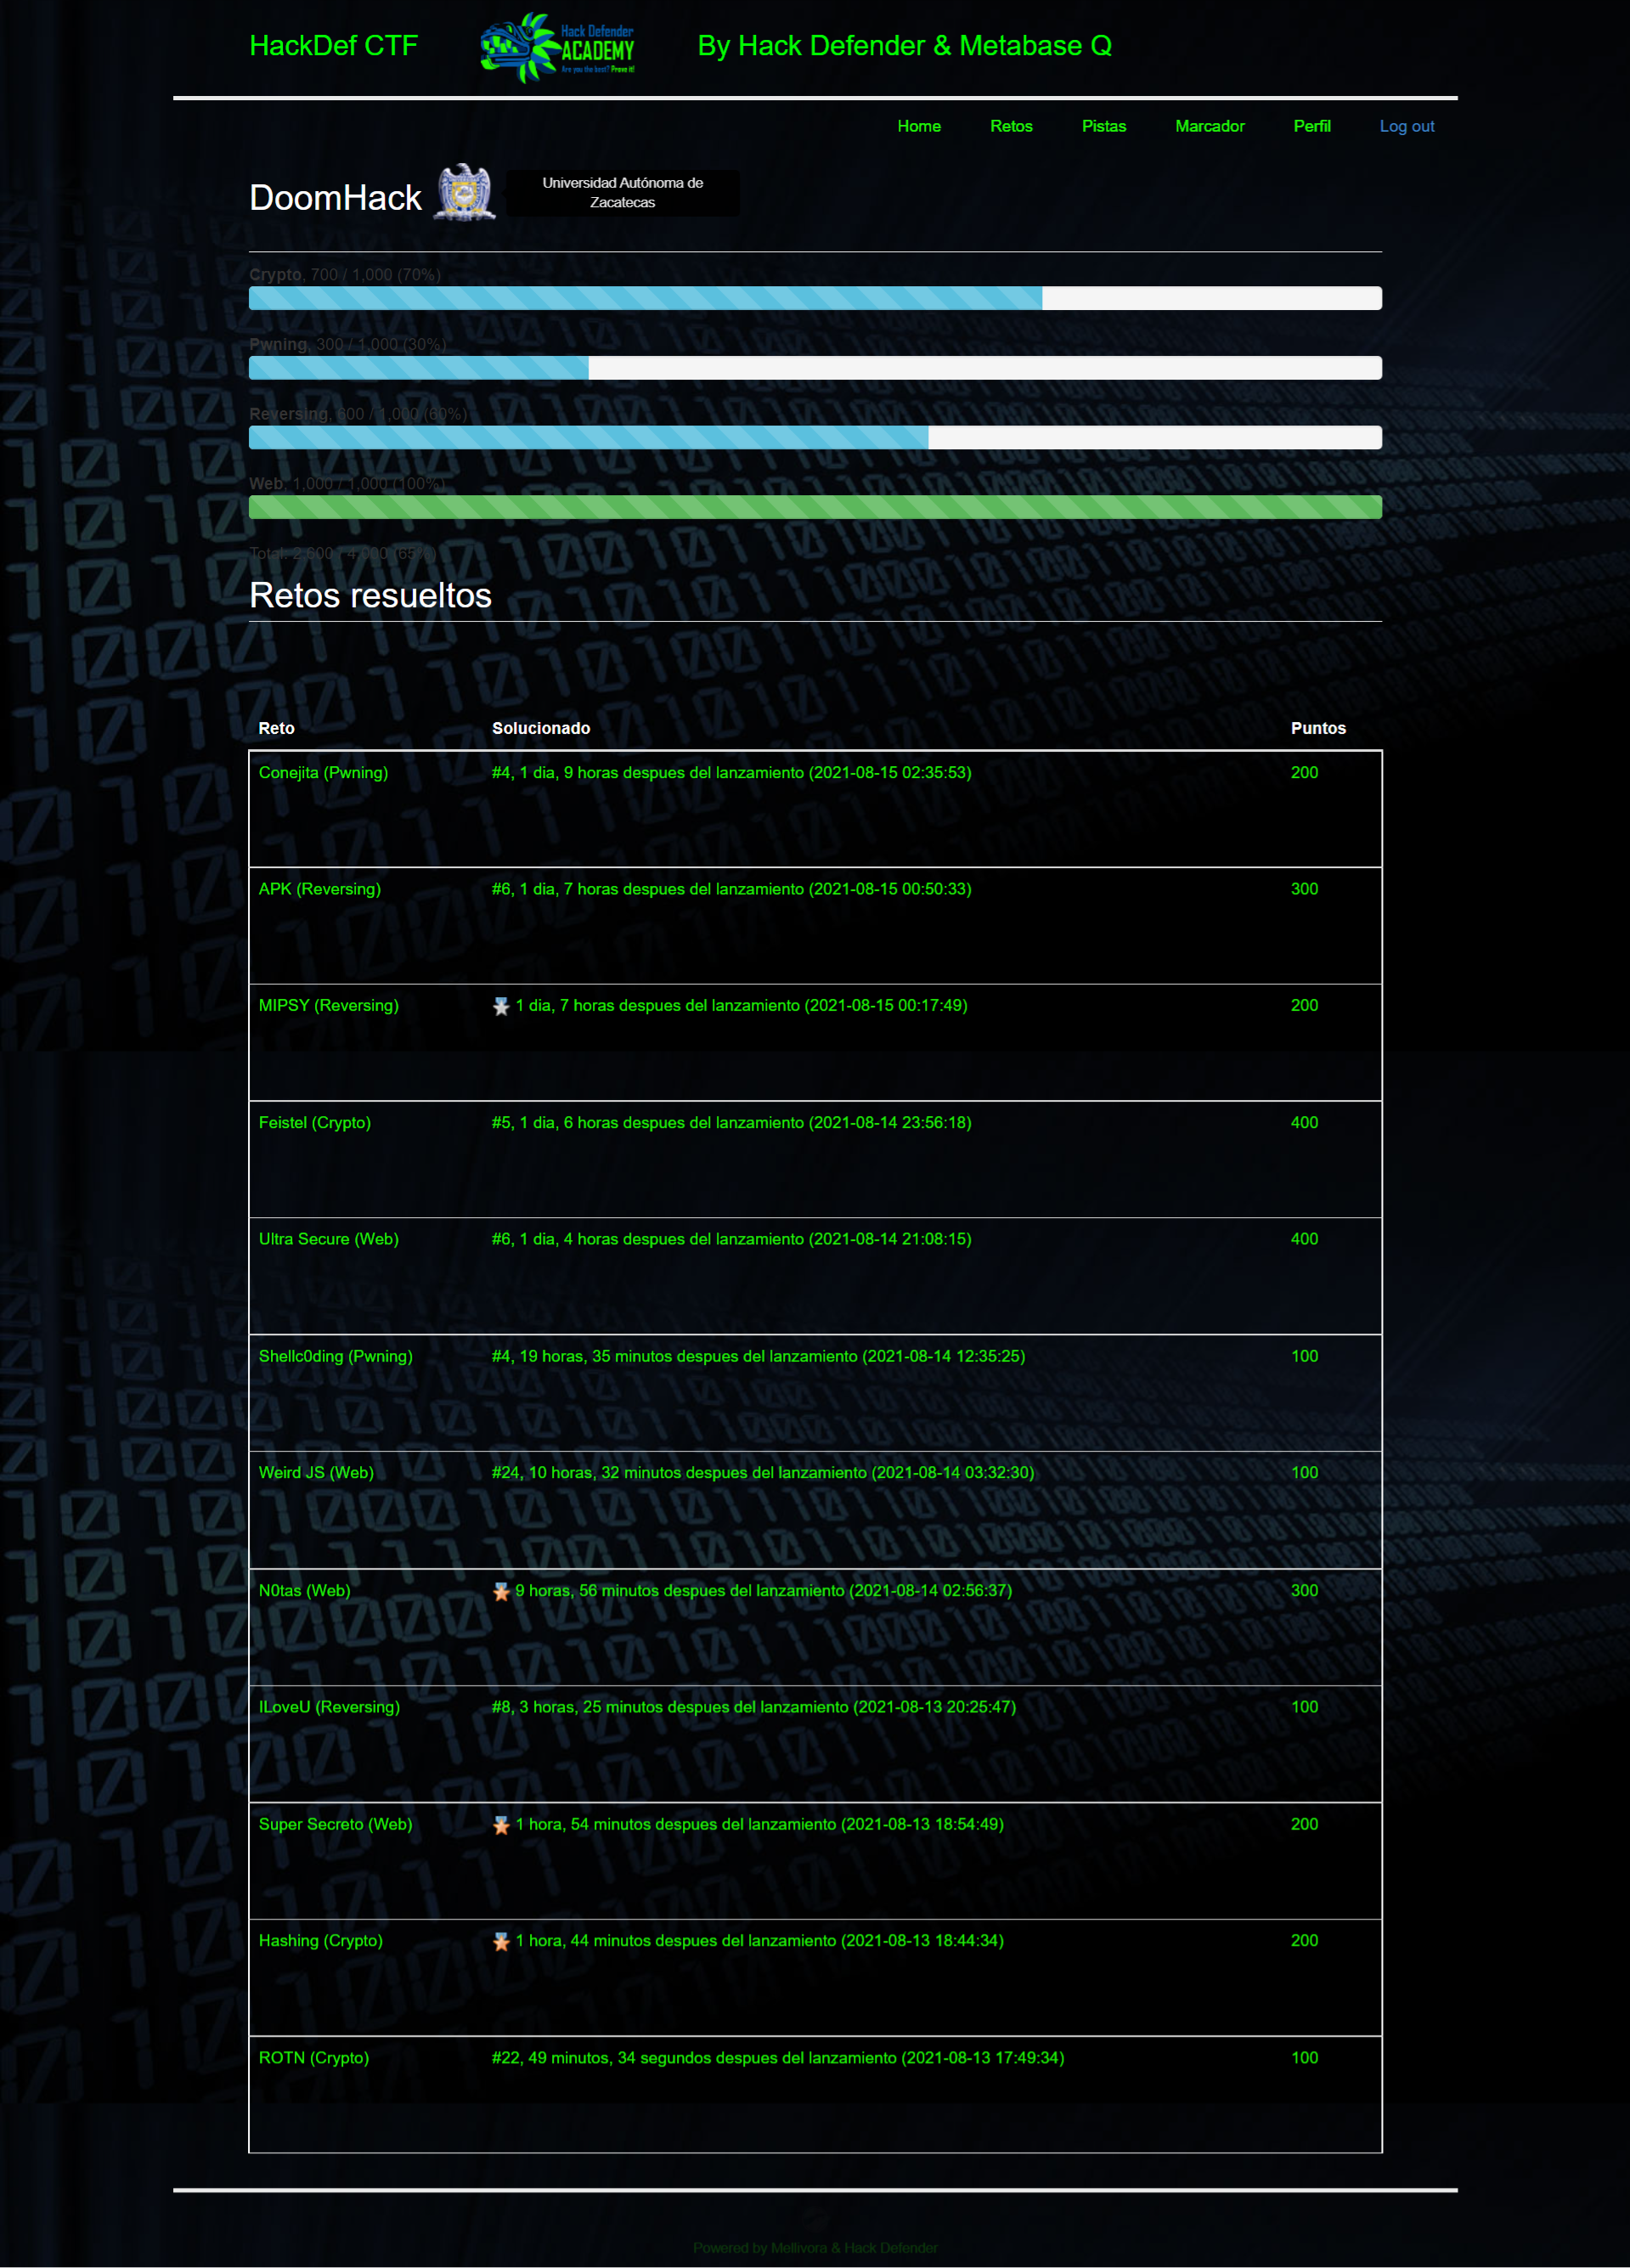 HackDef CTF
Hack Defender
ACADEMY
Are you the best? Prove it!
By Hack Defender & Metabase Q
Home Retos Pistas Marcador Perfil Log out
DoomHack
Universidad Autónoma de
Zacatecas
Crypto, 700 / 1,000 (70%)
Pwning, 300 / 1,000 (30%)
Reversing, 600 / 1,000 (60%)
Web, 1,000 / 1,000 (100%)
Total: 2,600 / 4,000 (65%)
Retos resueltos
Reto Solucionado Puntos
Conejita (Pwning) #4, 1 dia, 9 horas despues del lanzamiento (2021-08-15 02:35:53) 200
APK (Reversing) #6, 1 dia, 7 horas despues del lanzamiento (2021-08-15 00:50:33) 300
MIPSY (Reversing) 1 dia, 7 horas despues del lanzamiento (2021-08-15 00:17:49) 200
Feistel (Crypto) #5, 1 dia, 6 horas despues del lanzamiento (2021-08-14 23:56:18) 400
Ultra Secure (Web) #6, 1 dia, 4 horas despues del lanzamiento (2021-08-14 21:08:15) 400
Shellc0ding (Pwning) #4, 19 horas, 35 minutos despues del lanzamiento (2021-08-14 12:35:25) 100
Weird JS (Web) #24, 10 horas, 32 minutos despues del lanzamiento (2021-08-14 03:32:30) 100
N0tas (Web) 9 horas, 56 minutos despues del lanzamiento (2021-08-14 02:56:37) 300
ILoveU (Reversing) #8, 3 horas, 25 minutos despues del lanzamiento (2021-08-13 20:25:47) 100
Super Secreto (Web) 1 hora, 54 minutos despues del lanzamiento (2021-08-13 18:54:49) 200
Hashing (Crypto) 1 hora, 44 minutos despues del lanzamiento (2021-08-13 18:44:34) 200
ROTN (Crypto) #22, 49 minutos, 34 segundos despues del lanzamiento (2021-08-13 17:49:34) 100
Powered by Mellivora & Hack Defender